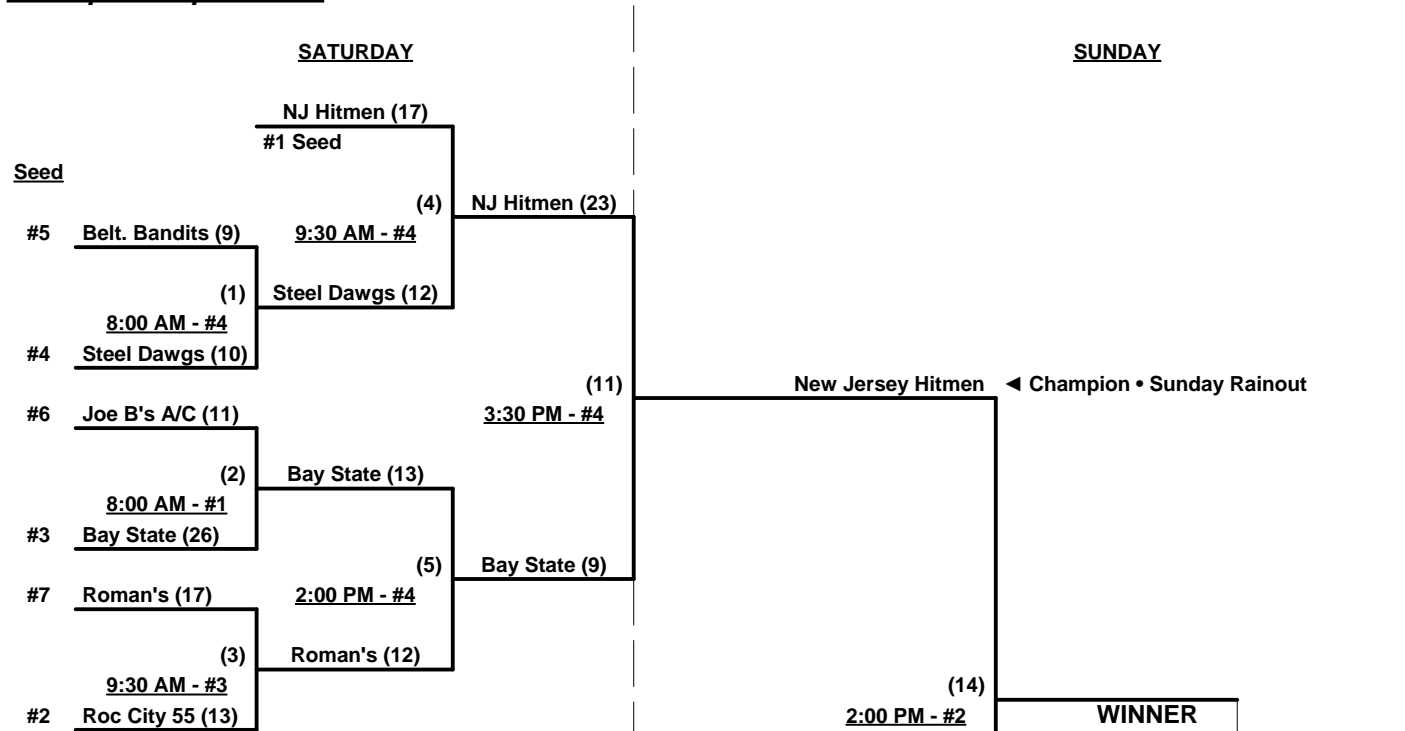 SATURDAY SUNDAY
NJ Hitmen (17)
#1 Seed
Seed
(4) NJ Hitmen (23)
#5 Belt. Bandits (9) 9:30 AM - #4
(1) Steel Dawgs (12)
8:00 AM - #4
#4 Steel Dawgs (10)
(11) New Jersey Hitmen ◄ Champion • Sunday Rainout
#6 Joe B's A/C (11) 3:30 PM - #4
(2) Bay State (13)
8:00 AM - #1
#3 Bay State (26)
(5) Bay State (9)
#7 Roman's (17) 2:00 PM - #4
(3) Roman's (12)
9:30 AM - #3 (14)
#2 Roc City 55 (13) 2:00 PM - #2 WINNER